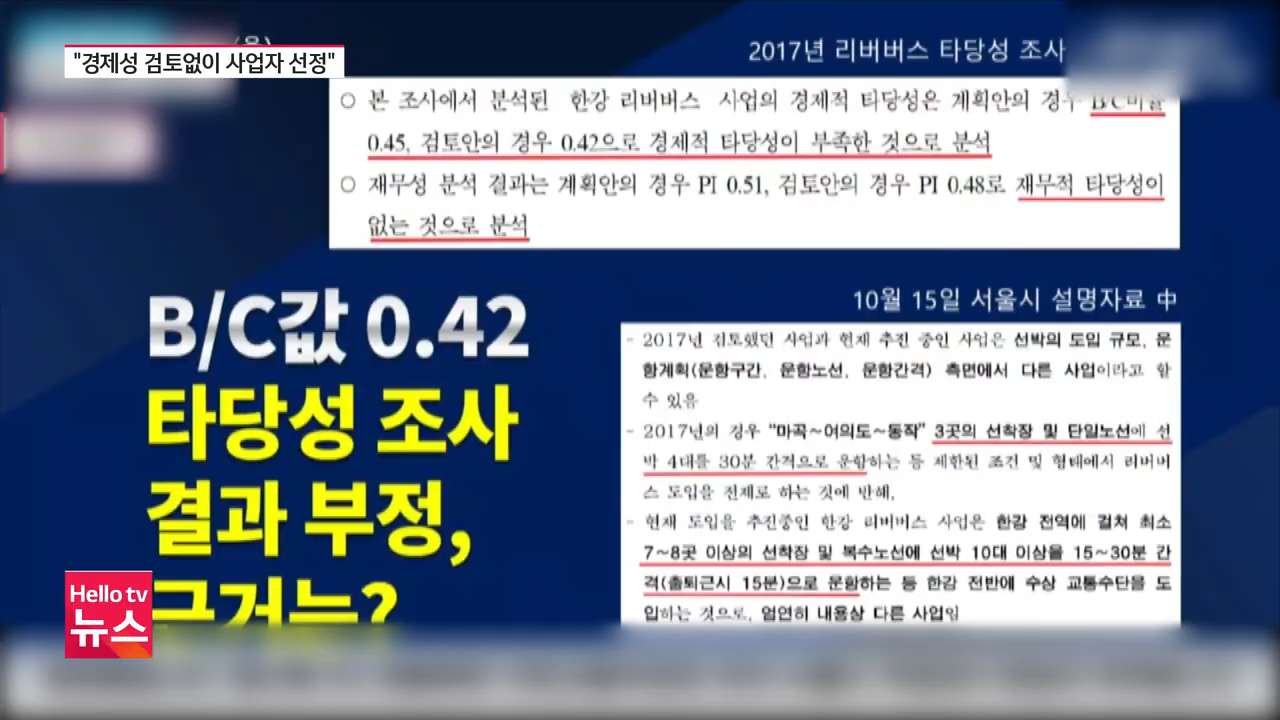 "경제성 검토없이 사업자 선정"
2017년 리버버스 타당성 조사
○ 본 조사에서 분석된 한강 리버버스 사업의 경제적 타당성은 계획안의 경우 B/C비율
0.45, 검토안의 경우 0.42으로 경제적 타당성이 부족한 것으로 분석
○ 재무성 분석 결과는 계획안의 경우 PI 0.51, 검토안의 경우 PI 0.48로 재무적 타당성이
없는 것으로 분석
B/C값 0.42
타당성 조사
결과 부정,
근거는?
10월 15일 서울시 설명자료 中
- 2017년 검토했던 사업과 현재 추진 중인 사업은 선박의 도입 규모, 운
항계획(운항구간, 운항노선, 운항간격) 측면에서 다른 사업이라고 할
수 있음
- 2017년의 경우 "마곡~여의도~동작" 3곳의 선착장 및 단일노선에 선
박 4대를 30분 간격으로 운항하는 등 제한된 조건 및 형태에서 리버버
스 도입을 전제로 하는 것에 반해,
- 현재 도입을 추진중인 한강 리버버스 사업은 한강 전역에 걸쳐 최소
7~8곳 이상의 선착장 및 복수노선에 선박 10대 이상을 15~30분 간
격(출퇴근시 15분)으로 운항하는 등 한강 전반에 수상 교통수단을 도
입하는 것으로, 엄연히 내용상 다른 사업임
Hello tv
뉴스